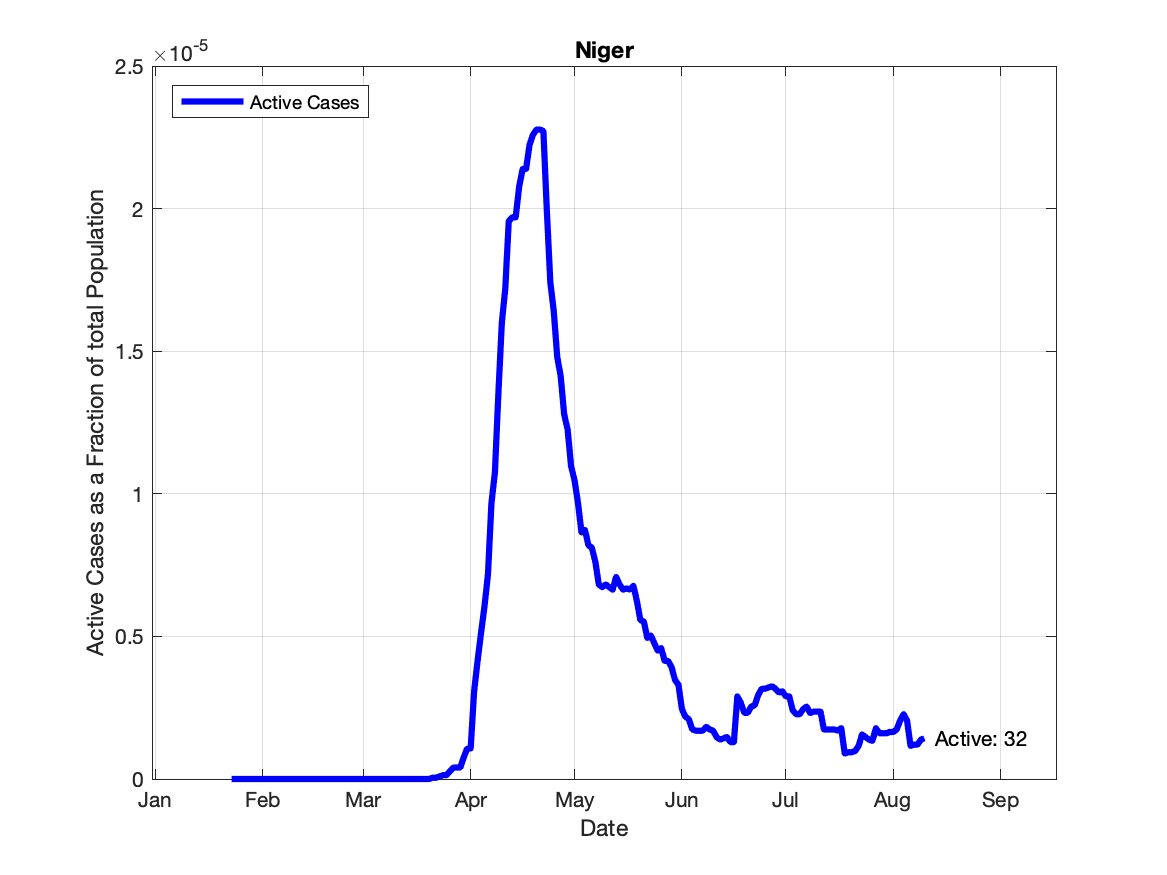 Niger
×10-5
2.5
2
1.5
1
0.5
0
Active Cases as a Fraction of total Population
Active Cases
Active: 32
Jan Feb Mar Apr May Jun Jul Aug Sep
Date